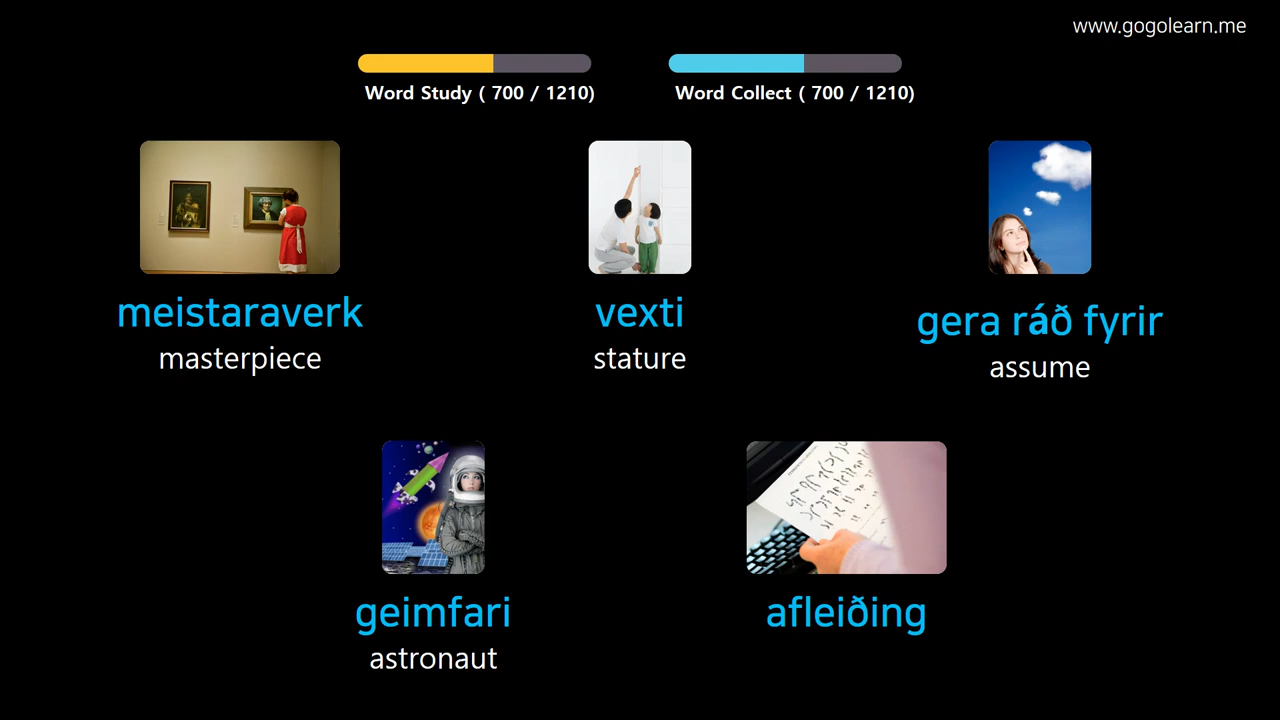 www.gogolearn.me
Word Study ( 700 / 1210)
Word Collect ( 700 / 1210)
meistaraverk
masterpiece
vexti
stature
gera ráð fyrir
assume
geimfari
astronaut
afleiðing